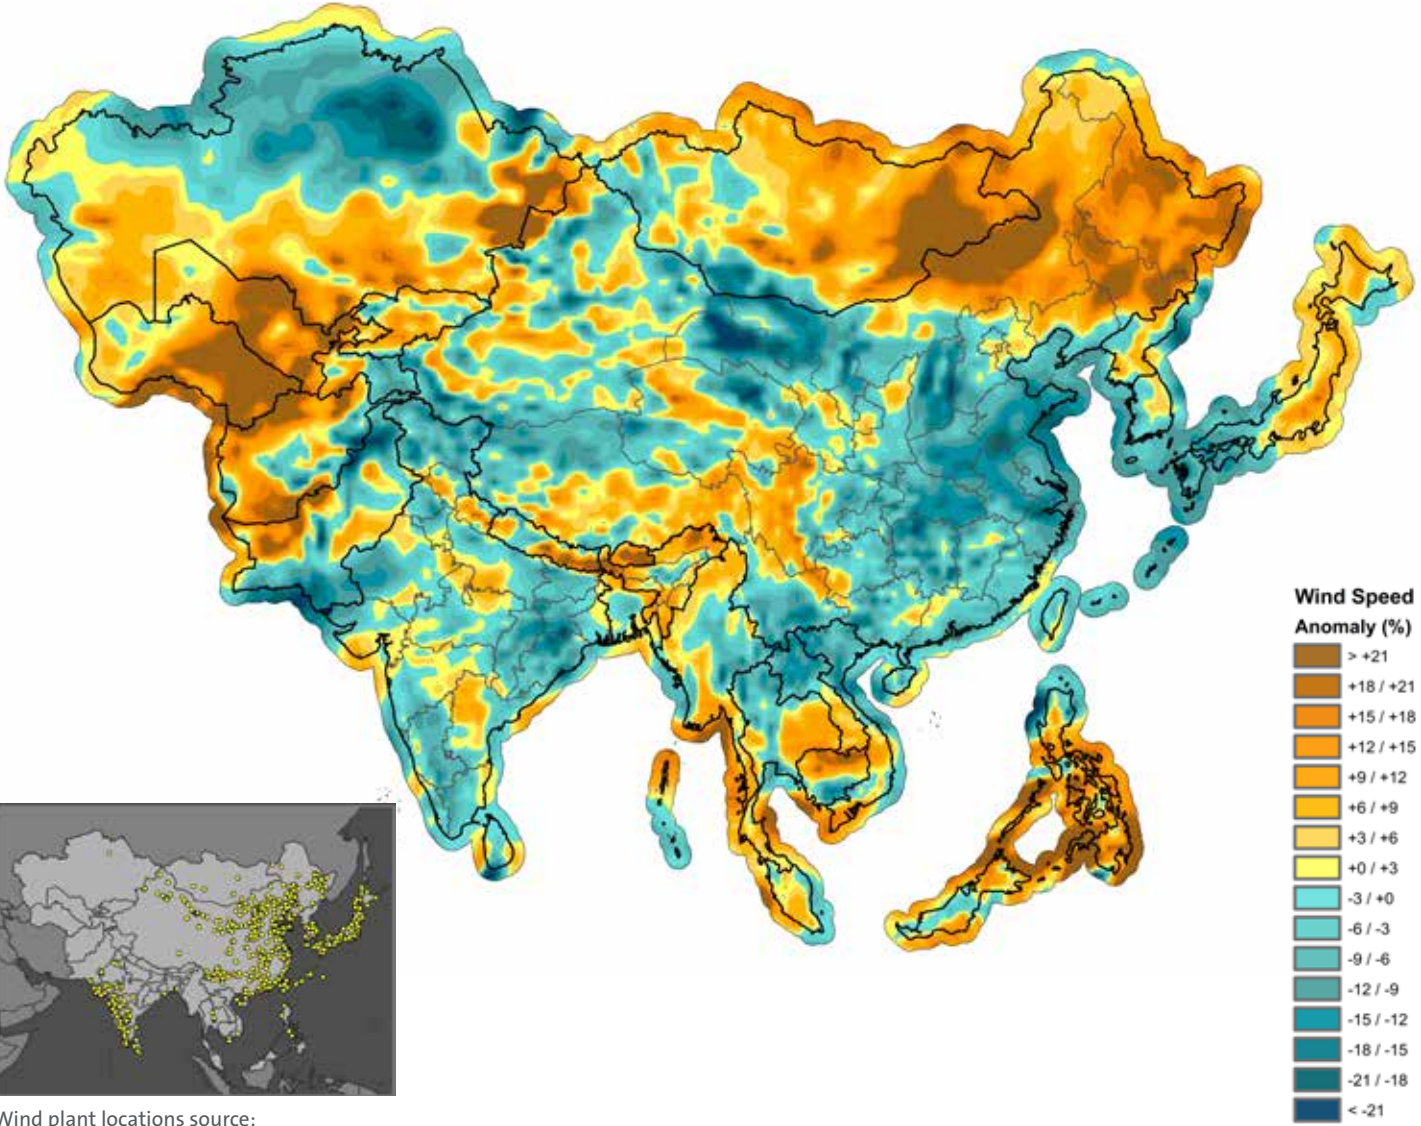 Wind Speed
Anomaly (%)
> +21
+18 / +21
+15 / +18
+12 / +15
+9 / +12
+6 / +9
+3 / +6
+0 / +3
-3 / +0
-6 / -3
-9 / -6
-12 / -9
-15 / -12
-18 / -15
-21 / -18
< -21
Wind plant locations source: